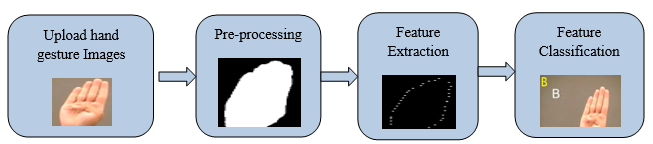 Upload hand
gesture Images
Pre-processing
Feature
Extraction
Feature
Classification
B
B